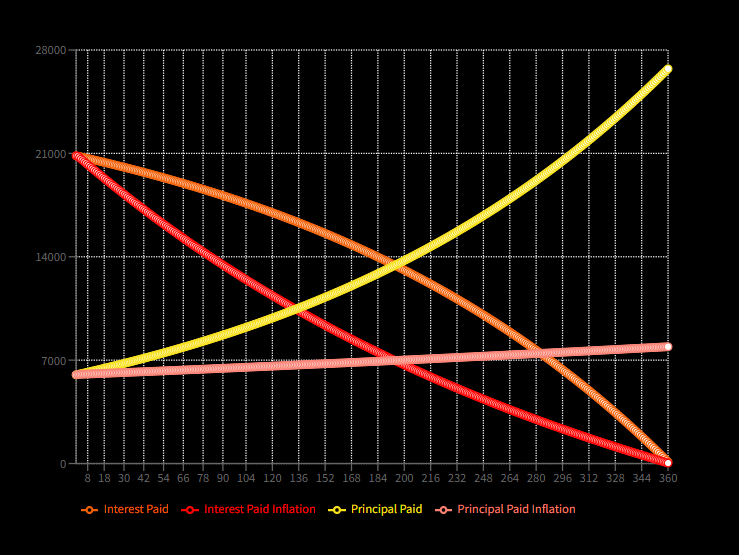 28000
21000
14000
7000
0
8 18 30 42 54 66 78 90 104 120 136 152 168 184 200 216 232 248 264 280 296 312 328 344 360
Interest Paid Interest Paid Inflation Principal Paid Principal Paid Inflation